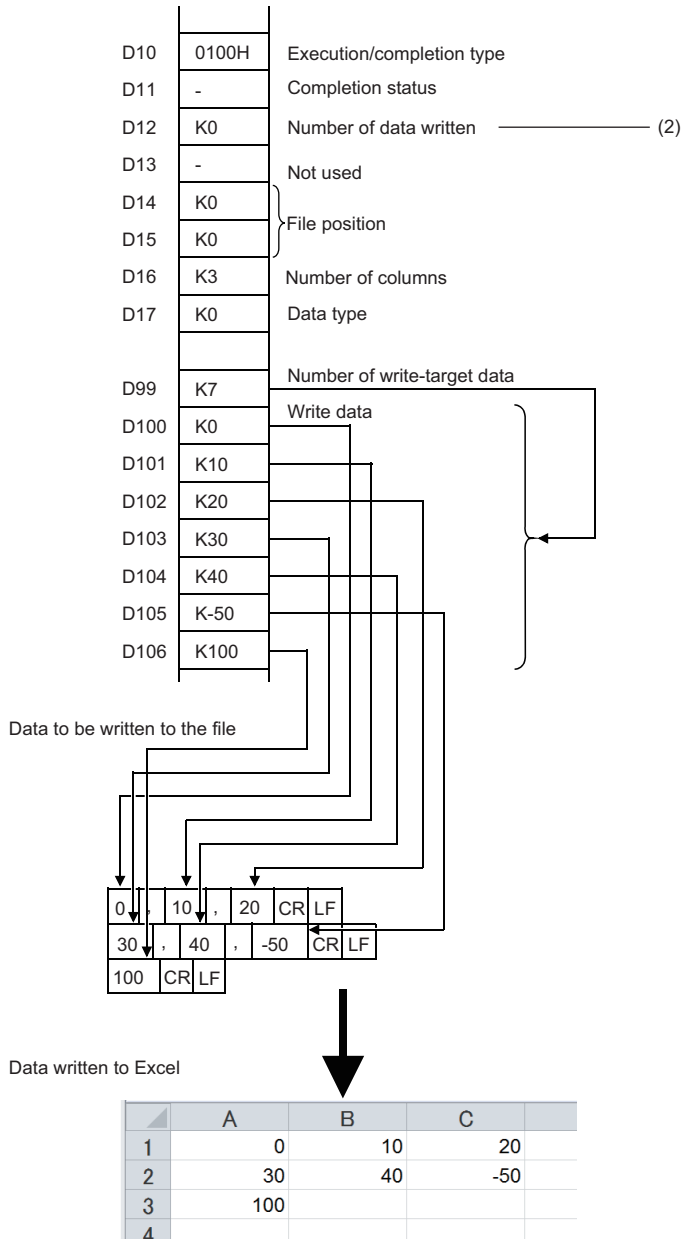 D10 0100H Execution/completion type
D11 - Completion status
D12 K0 Number of data written (2)
D13 - Not used
D14 K0
File position
D15 K0
D16 K3 Number of columns
D17 K0 Data type
Number of write-target data
D99 K7
Write data
D100 K0
D101 K10
D102 K20
D103 K30
D104 K40
D105 K-50
D106 K100
Data to be written to the file
0 , 10 , 20 CR LF
30 , 40 , -50 CR LF
100 CR LF
Data written to Excel
A B C
1 0 10 20
2 30 40 -50
3 100
4